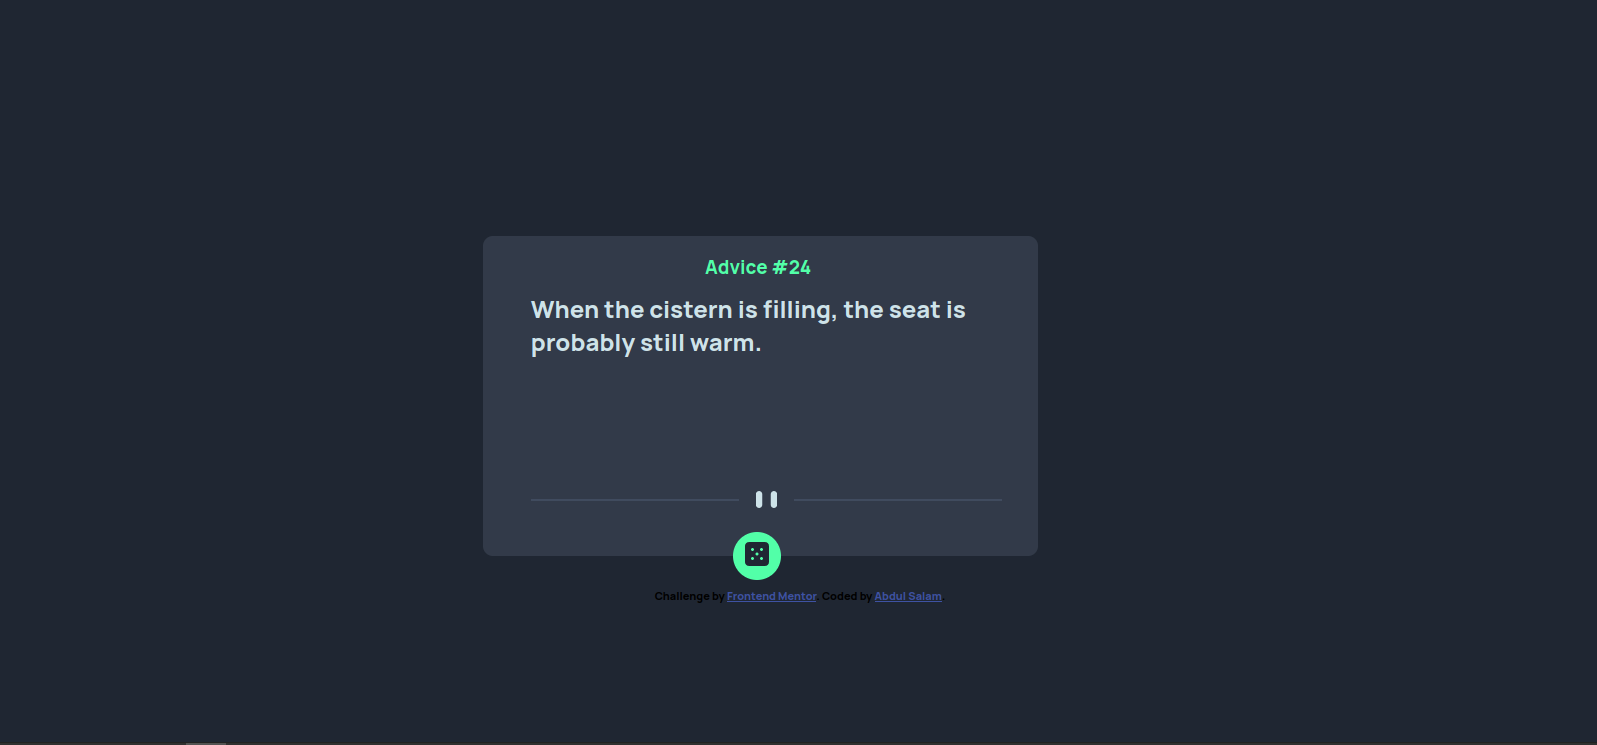 Advice #24
When the cistern is filling, the seat is
probably still warm.
Challenge by Frontend Mentor. Coded by Abdul Salam.